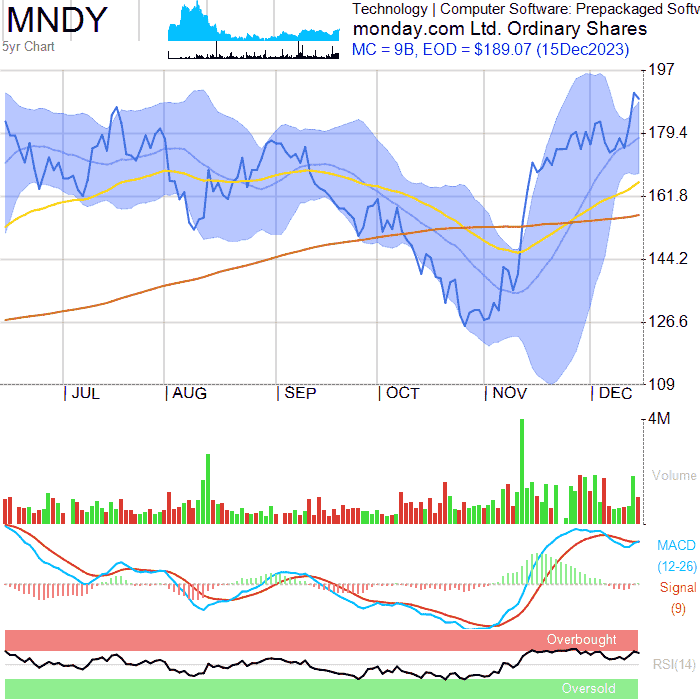 MNDY
5yr Chart
Technology | Computer Software: Prepackaged Softw
monday.com Ltd. Ordinary Shares
MC = 9B, EOD = $189.07 (15Dec2023)
197
179.4
161.8
144.2
126.6
109
JUL AUG SEP OCT NOV DEC
4M
Volume
MACD
(12-26)
Signal
(9)
Overbought
RSI(14)
Oversold